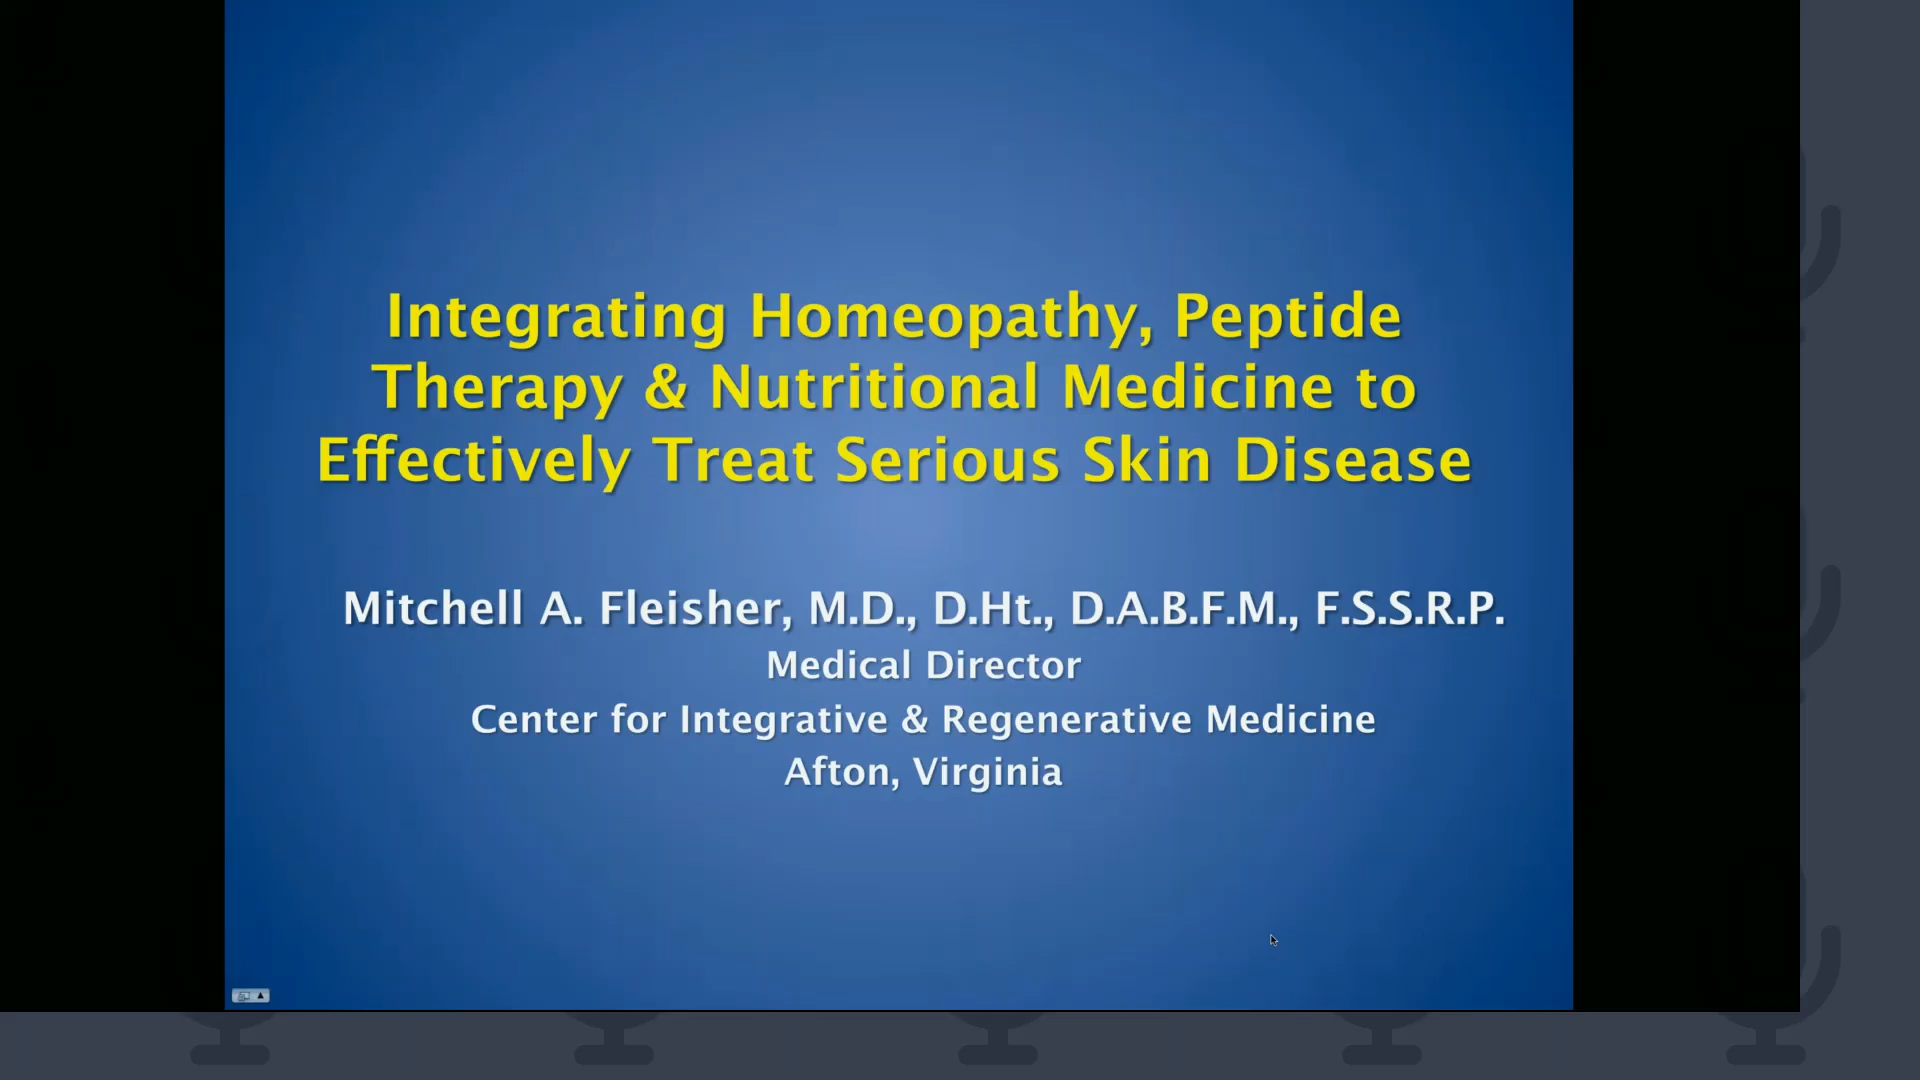 Integrating Homeopathy, Peptide
Therapy & Nutritional Medicine to
Effectively Treat Serious Skin Disease
Mitchell A. Fleisher, M.D., D.Ht., D.A.B.F.M., F.S.S.R.P.
Medical Director
Center for Integrative & Regenerative Medicine
Afton, Virginia